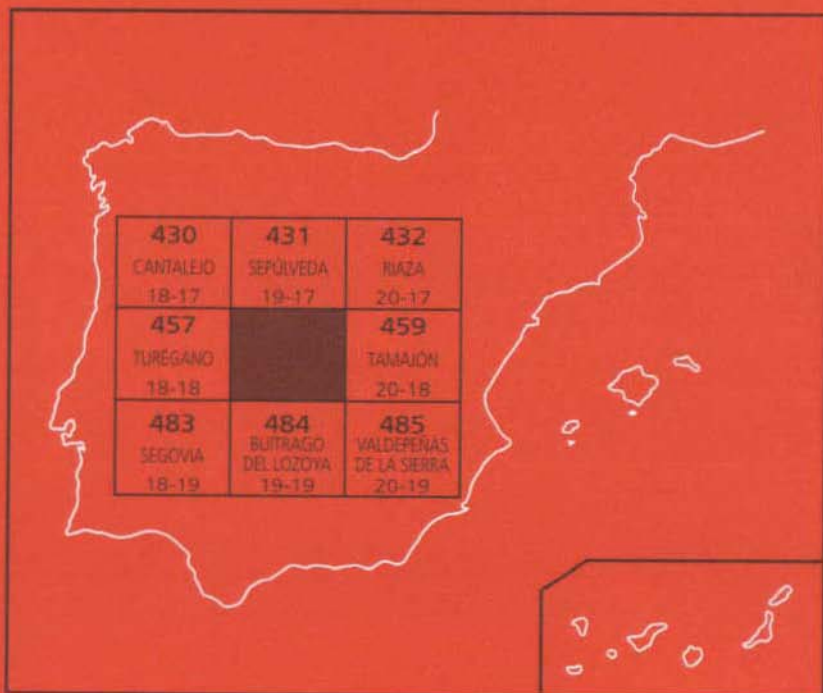 430
CANTALEJO
18-17
431
SEPÚLVEDA
19-17
432
RIAZA
20-17
457
TURÉGANO
18-18
459
TAMAJÓN
20-18
483
SEGOVIA
18-19
484
BUITRAGO
DEL LOZOYA
19-19
485
VALDEPEÑAS
DE LA SIERRA
20-19